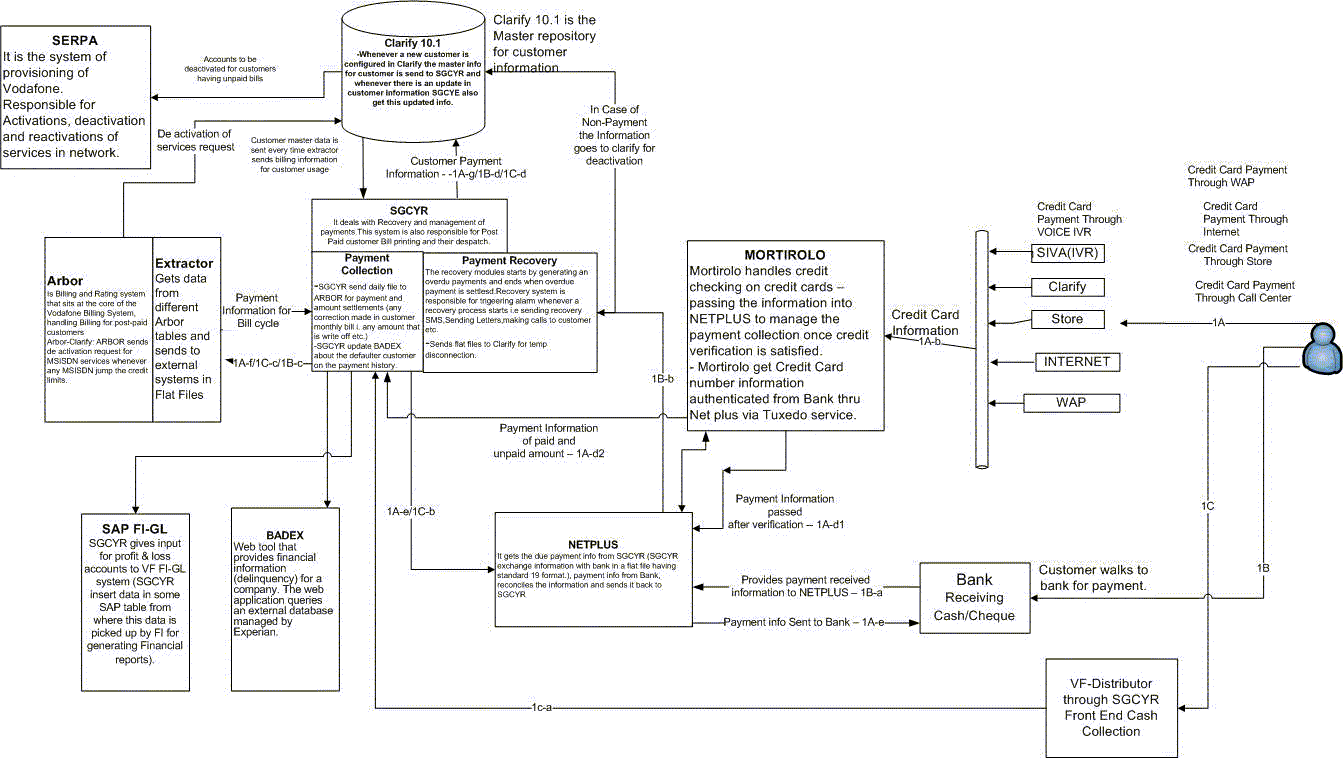 SERPA
It is the system of
provisioning of
Vodafone.
Responsible for
Activations, deactivation
and reactivations of
services in network.
Accounts to be
deactivated for customers
having unpaid bills
De activation of
services request
Clarify 10.1
-Whenever a new customer is
configured in Clarify the master info
for customer is send to SGCYR and
whenever there is an update in
customer Information SGCYE also
get this updated info.
Clarify 10.1 is the
Master repository
for customer
information
In Case of
Non-Payment
the Information
goes to clarify for
deactivation
Customer master data is
sent every time extractor
sends billing information
for customer usage
Customer Payment
Information - -1A-g/1B-d/1C-d
SGCYR
It deals with Recovery and management of
payments.This system is also responsible for Post
Paid customer Bill printing and their despatch.
Payment
Collection
-SGCYR send daily file to
ARBOR for payment and
amount settlements (any
correction made in customer
monthly bill i. any amount that
is write off etc.)
-SGCYR update BADEX
about the defaulter customer
on the payment history.
Payment Recovery
The recovery modules starts by generating an
overdu payments and ends when overdue
payment is settlesd.Recovery system is
responsible for trigeering alarm whenever a
recovery process starts i.e sending recovery
SMS,Sending Letters,making calls to customer
etc.
-Sends flat files to Clarify for temp
disconnection.
Arbor
Is Billing and Rating system
that sits at the core of the
Vodafone Billing System,
handling Billing for post-paid
customers
Arbor-Clarify: ARBOR sends
de activation request for
MSISDN services whenever
any MSISDN jump the credit
limits.
Extractor
Gets data
from
different
Arbor
tables and
sends to
external
systems in
Flat Files
Payment
Information for
Bill cycle
1A-f/1C-c/1B-c
MORTIROLO
Mortirolo handles credit
checking on credit cards –
passing the information into
NETPLUS to manage the
payment collection once credit
verification is satisfied.
- Mortirolo get Credit Card
number information
authenticated from Bank thru
Net plus via Tuxedo service.
Credit Card
Information
1A-b
Credit Card
Payment Through
VOICE IVR
SIVA(IVR)
Clarify
Store
INTERNET
WAP
Credit Card Payment
Through WAP
Credit Card
Payment Through
Internet
Credit Card Payment
Through Store
Credit Card Payment
Through Call Center
1A
1B
1C
1B-b
Payment Information
of paid and
unpaid amount – 1A-d2
Payment Information
passed
after verification – 1A-d1
1A-e/1C-b
SAP FI-GL
SGCYR gives input
for profit & loss
accounts to VF FI-GL
system (SGCYR
insert data in some
SAP table from
where this data is
picked up by FI for
generating Financial
reports).
BADEX
Web tool that
provides financial
information
(delinquency) for a
company. The web
application queries
an external database
managed by
Experian.
NETPLUS
It gets the due payment info from SGCYR (SGCYR
exchange information with bank in a flat file having
standard 19 format.), payment info from Bank,
reconciles the information and sends it back to
SGCYR
Provides payment received
information to NETPLUS – 1B-a
Payment info Sent to Bank – 1A-e
Bank
Receiving
Cash/Cheque
Customer walks to
bank for payment.
VF-Distributor
through SGCYR
Front End Cash
Collection
1c-a